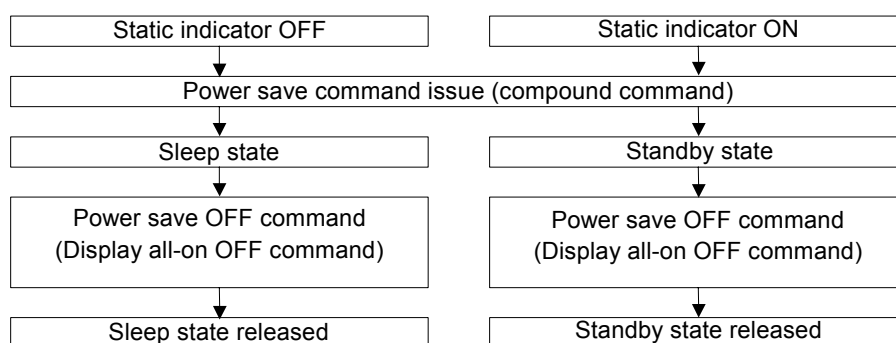 Static indicator OFF
Static indicator ON
Power save command issue (compound command)
Sleep state
Standby state
Power save OFF command
(Display all-on OFF command)
Power save OFF command
(Display all-on OFF command)
Sleep state released
Standby state released